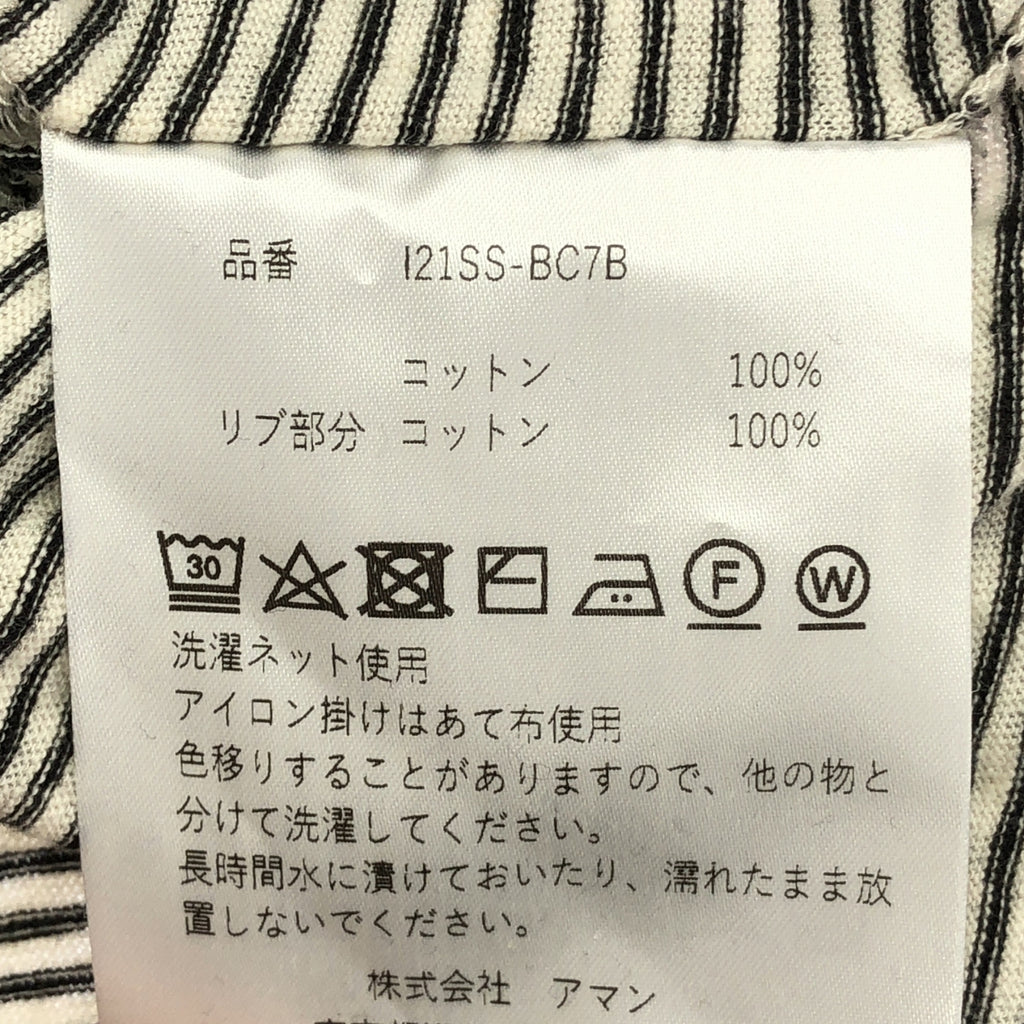 品番 I21SS-BC7B
コットン 100%
リブ部分 コットン 100%
30 F W
洗濯ネット使用
アイロン掛けはあて布使用
色移りすることがありますので、他の物と
分けて洗濯してください。
長時間水に漬けておいたり、濡れたまま放
置しないでください。
株式会社 アマン